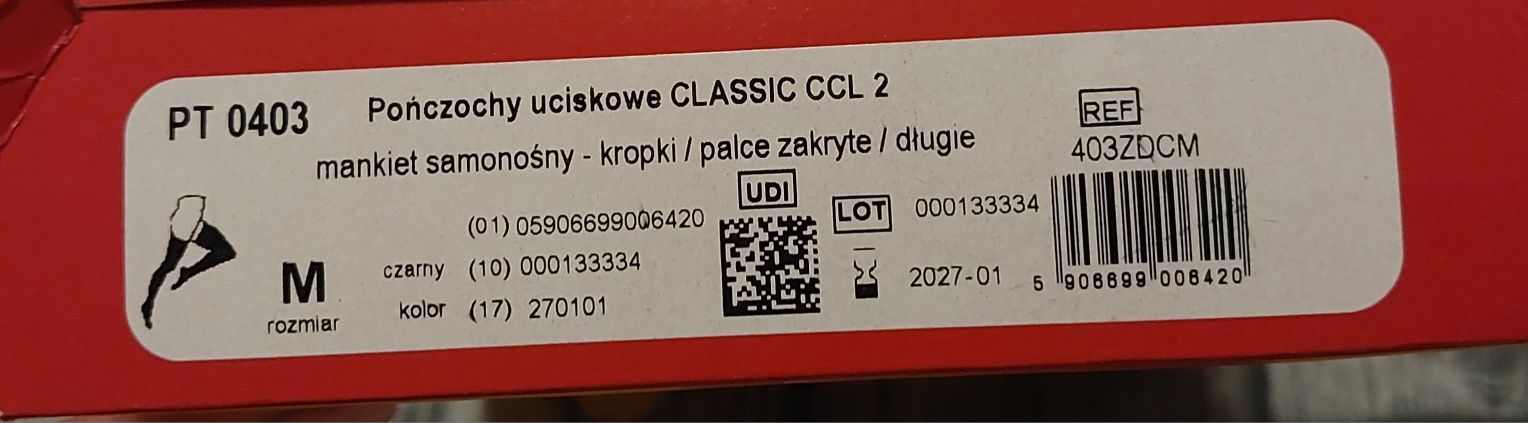 PT 0403 Pończochy uciskowe CLASSIC CCL 2
mankiet samonośny - kropki / palce zakryte / długie
REF
403ZDCM
UDI
(01) 05906699006420
czarny (10) 000133334
kolor (17) 270101
M
rozmiar
LOT 000133334
2027-01
5 906699 006420